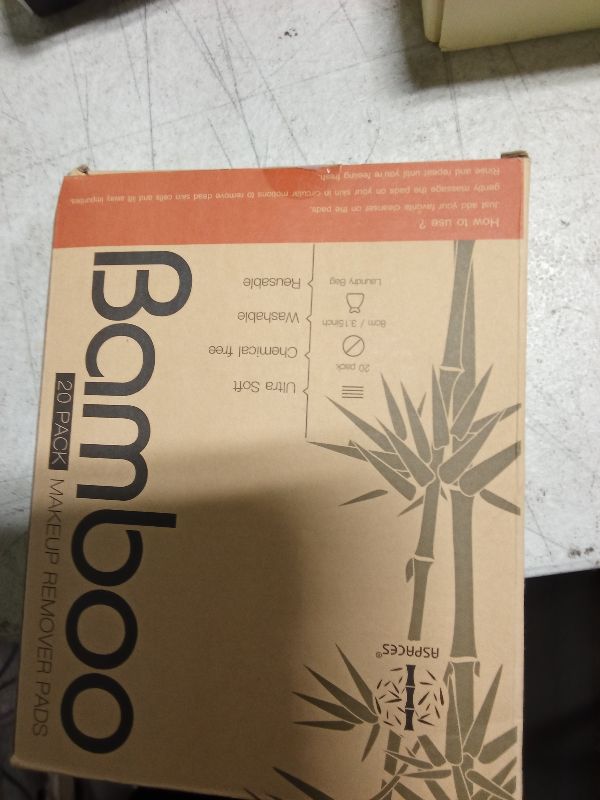 Bamboo
20 PACK MAKEUP REMOVER PADS
ASPACES®
Ultra Soft
Chemical free
Washable
Reusable
20 pack
8cm / 3.15inch
Laundry Bag
How to use ?
Just add your favorite cleanser on the pads.
gently massage the pads on your skin in circular motions to remove dead skin cells and lift away impurities.
Rinse and repeat until you're feeling fresh.